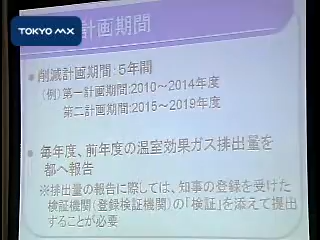 TOKYO MX
計画期間
●削減計画期間:5年間
(例)第一計画期間:2010～2014年度
第二計画期間:2015～2019年度
●毎年度、前年度の温室効果ガス排出量を
都へ報告
※排出量の報告に際しては、知事の登録を受けた
検証機関(登録検証機関)の「検証」を添えて提出
することが必要